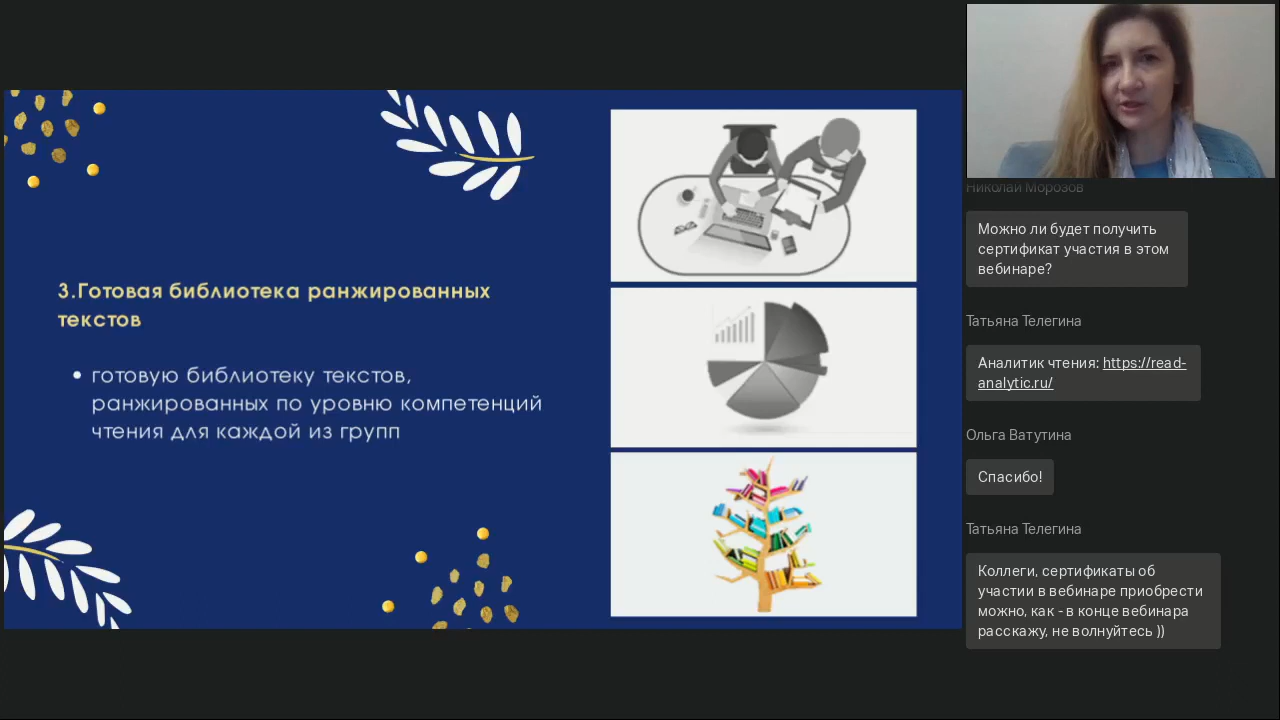 3.Готовая библиотека ранжированных
текстов
готовую библиотеку текстов,
ранжированных по уровню компетенций
чтения для каждой из групп
Николай Морозов
Можно ли будет получить
сертификат участия в этом
вебинаре?
Татьяна Телегина
Аналитик чтения: https://read-
analytic.ru/
Ольга Ватутина
Спасибо!
Татьяна Телегина
Коллеги, сертификаты об
участии в вебинаре приобрести
можно, как - в конце вебинара
расскажу, не волнуйтесь ))